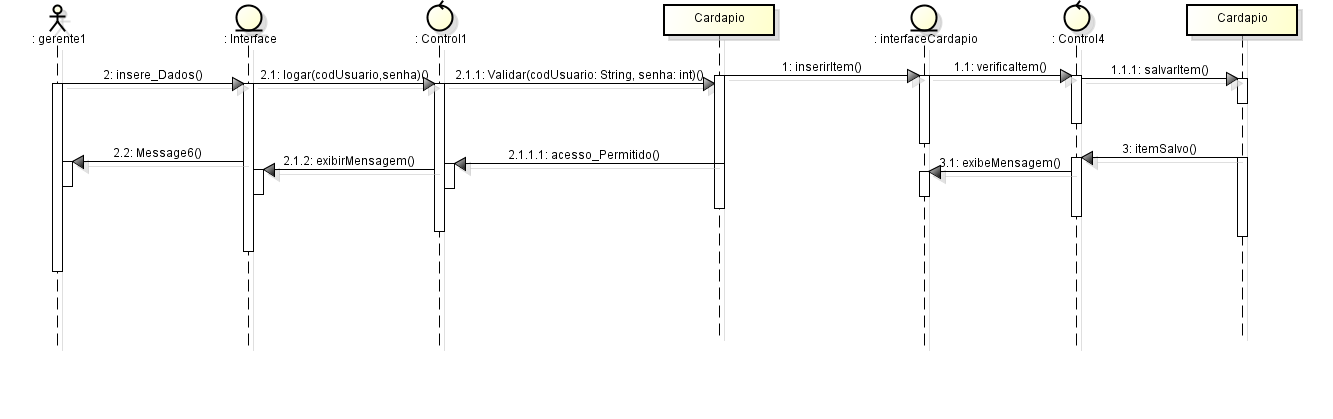 Cardapio
Cardapio
: gerente1
: Interface
: Control1
: interfaceCardapio
: Control4
2: insere_Dados()
2.1: logar(codUsuario,senha)()
2.1.1: Validar(codUsuario: String, senha: int)()
1: inserirItem()
1.1: verificaItem()
1.1.1: salvarItem()
2.2: Message6()
2.1.2: exibirMensagem()
2.1.1.1: acesso_Permitido()
3.1: exibeMensagem()
3: itemSalvo()